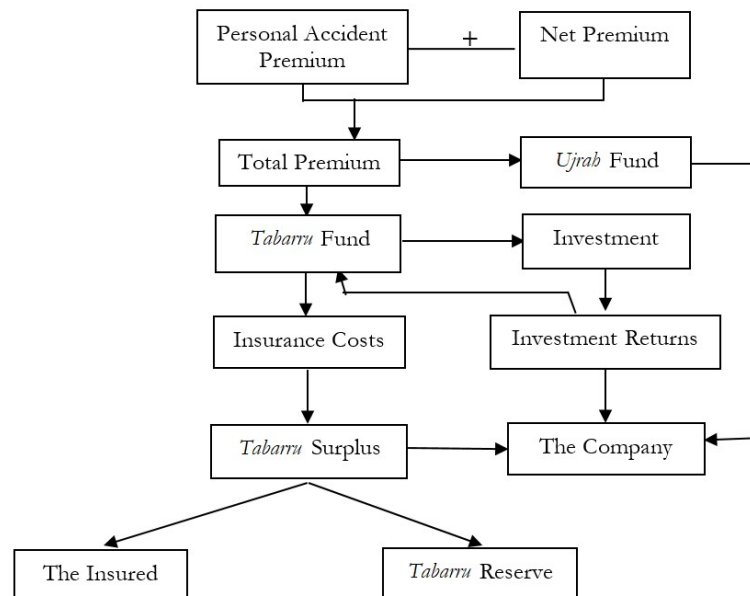 Personal Accident
Premium
+
Net Premium
Total Premium
Ujrah Fund
Tabarru Fund
Investment
Insurance Costs
Investment Returns
Tabarru Surplus
The Company
The Insured
Tabarru Reserve